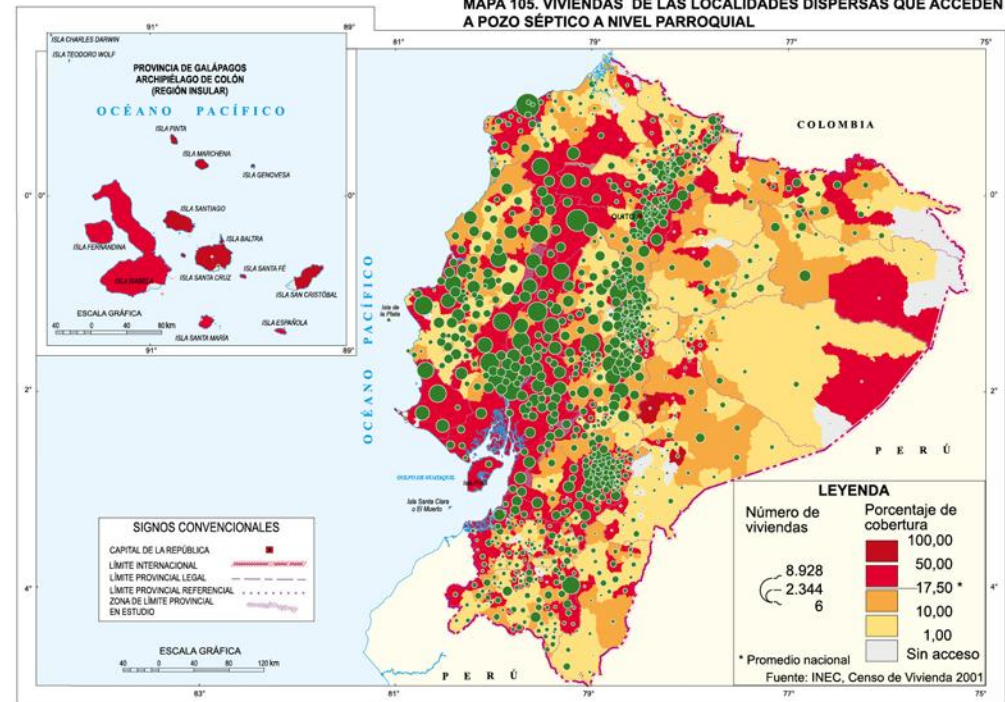 MAPA 105. VIVIENDAS DE LAS LOCALIDADES DISPERSAS QUE ACCEDEN
A POZO SÉPTICO A NIVEL PARROQUIAL
81°
79°
77°
75°
91°
89°
ISLA CHARLES DARWIN
ISLA TEODORO WOLF
PROVINCIA DE GALÁPAGOS
ARCHIPIÉLAGO DE COLÓN
(REGIÓN INSULAR)
OCÉANO PACÍFICO
ISLA PINTA
ISLA MARCHENA
ISLA GENOVESA
0°
0°
ISLA SANTIAGO
ISLA BALTRA
ISLA FERNANDINA
ISLA ISABELA
ISLA SANTA CRUZ
ISLA SANTA FÉ
ISLA SAN CRISTÓBAL
ISLA SANTA MARÍA
ISLA ESPAÑOLA
ESCALA GRÁFICA
40 0 40 80 km
91°
89°
COLOMBIA
QUITO
0°
OCÉANO PACÍFICO
Isla de
la Plata
2°
2°
PERÚ
GOLFO DE GUAYAQUIL
Isla Santa Clara
o El Muerto
SIGNOS CONVENCIONALES
CAPITAL DE LA REPÚBLICA
LÍMITE INTERNACIONAL
LÍMITE PROVINCIAL LEGAL
LÍMITE PROVINCIAL REFERENCIAL
ZONA DE LÍMITE PROVINCIAL
EN ESTUDIO
4°
4°
ESCALA GRÁFICA
40 0 40 80 120 km
PERÚ
83°
81°
79°
77°
75°
LEYENDA
Número de
viviendas
8.928
2.344
6
Porcentaje de
cobertura
100,00
50,00
17,50 *
10,00
1,00
Sin acceso
* Promedio nacional
Fuente: INEC, Censo de Vivienda 2001